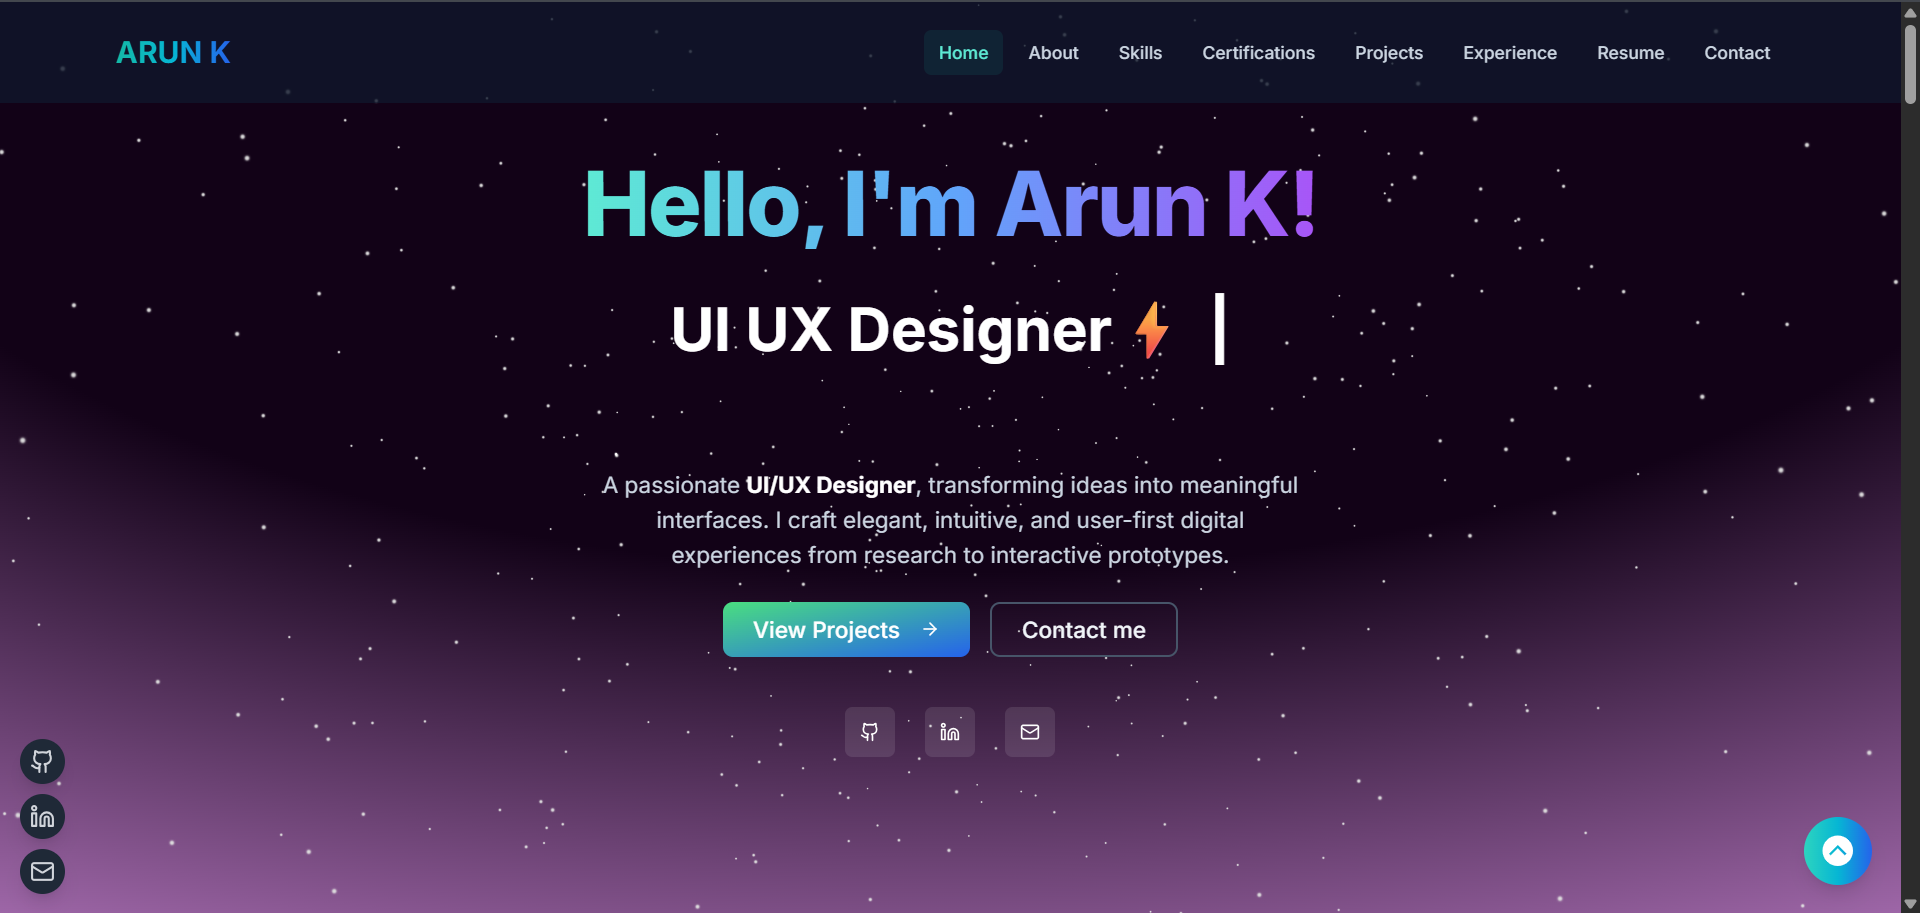 ARUN K
Home About Skills Certifications Projects Experience Resume Contact
Hello, I'm Arun K!
UI UX Designer ⚡ |
A passionate UI/UX Designer, transforming ideas into meaningful
interfaces. I craft elegant, intuitive, and user-first digital
experiences from research to interactive prototypes.
View Projects →
Contact me